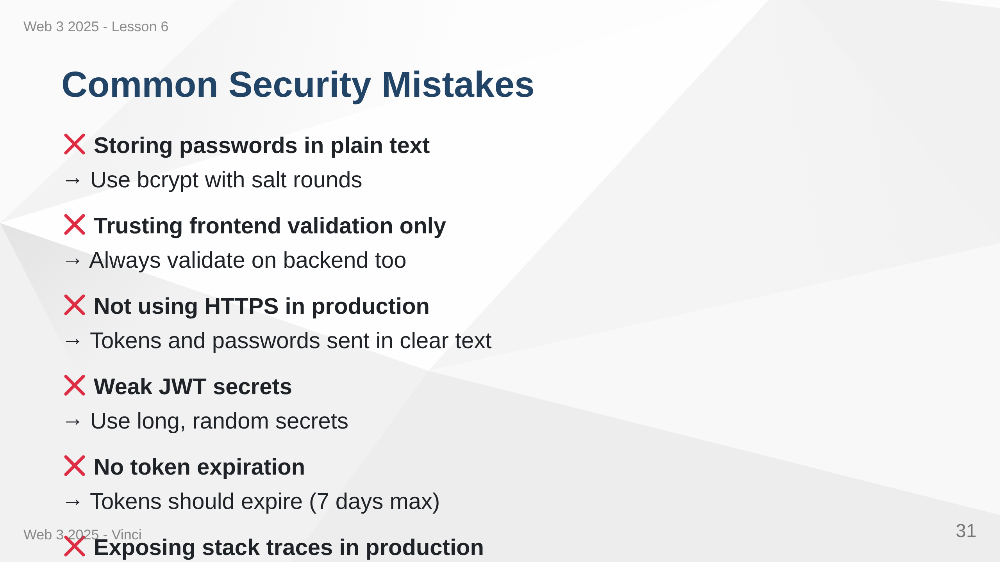 Web 3 2025 - Lesson 6
Common Security Mistakes
❌ Storing passwords in plain text
→ Use bcrypt with salt rounds
❌ Trusting frontend validation only
→ Always validate on backend too
❌ Not using HTTPS in production
→ Tokens and passwords sent in clear text
❌ Weak JWT secrets
→ Use long, random secrets
❌ No token expiration
→ Tokens should expire (7 days max)
❌ Exposing stack traces in production
Web 3 2025 - Vinci
31